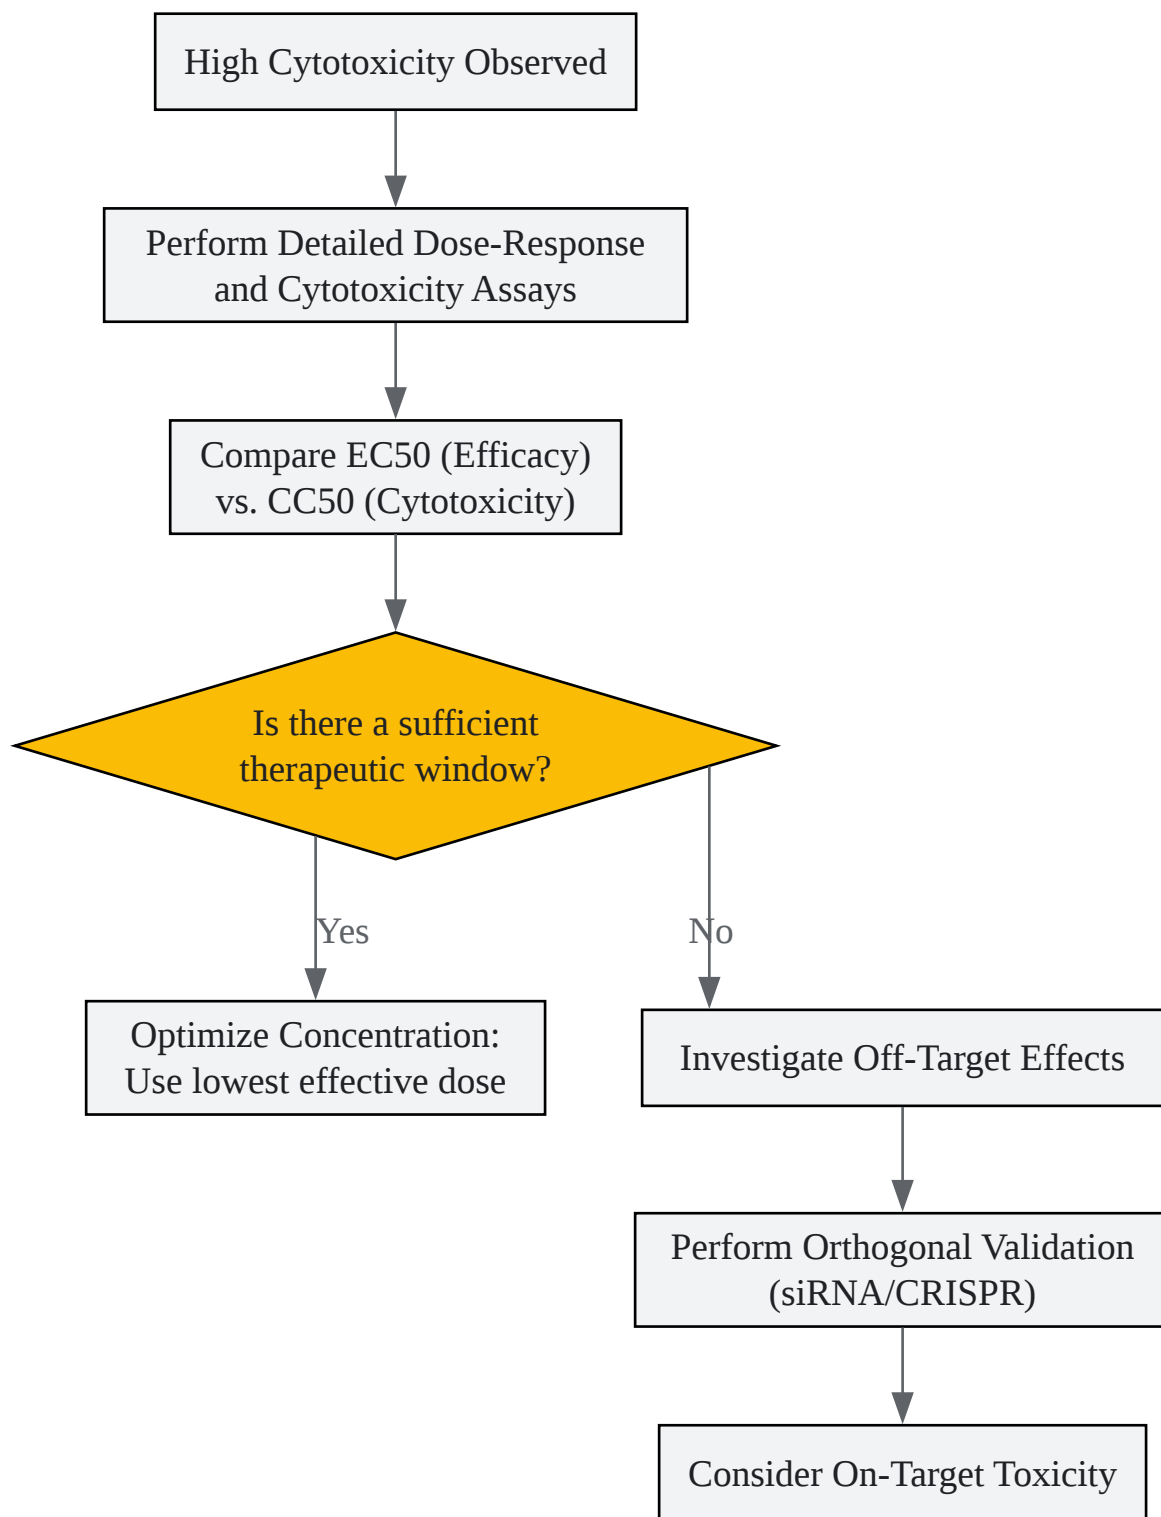 High Cytotoxicity Observed
Perform Detailed Dose-Response
and Cytotoxicity Assays
Compare EC50 (Efficacy)
vs. CC50 (Cytotoxicity)
Is there a sufficient
therapeutic window?
Yes
No
Optimize Concentration:
Use lowest effective dose
Investigate Off-Target Effects
Perform Orthogonal Validation
(siRNA/CRISPR)
Consider On-Target Toxicity